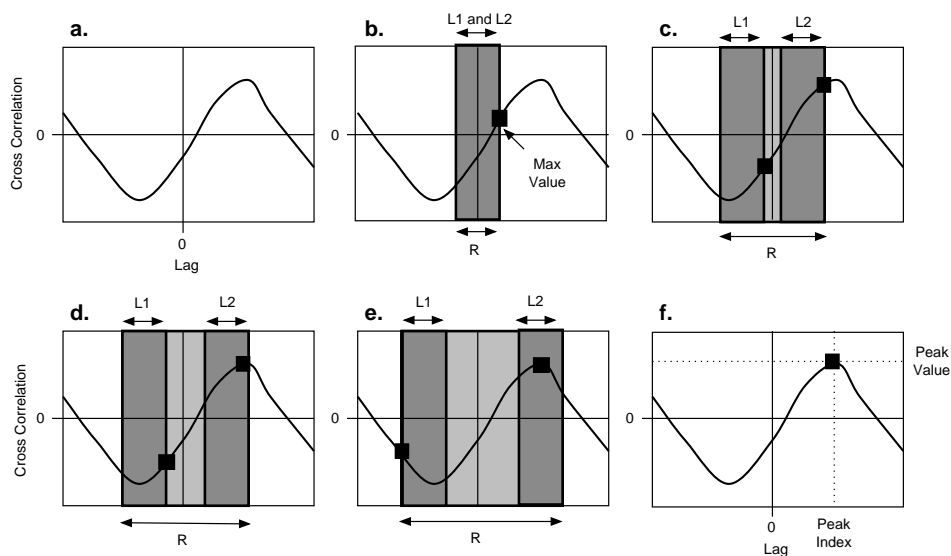 a.
Cross Correlation
0
0
Lag
b.
L1 and L2
0
Max
Value
R
c.
L1 L2
0
R
d.
L1 L2
Cross Correlation
0
R
e.
L1 L2
0
R
f.
0
Peak
Value
0
Peak
Index
Lag